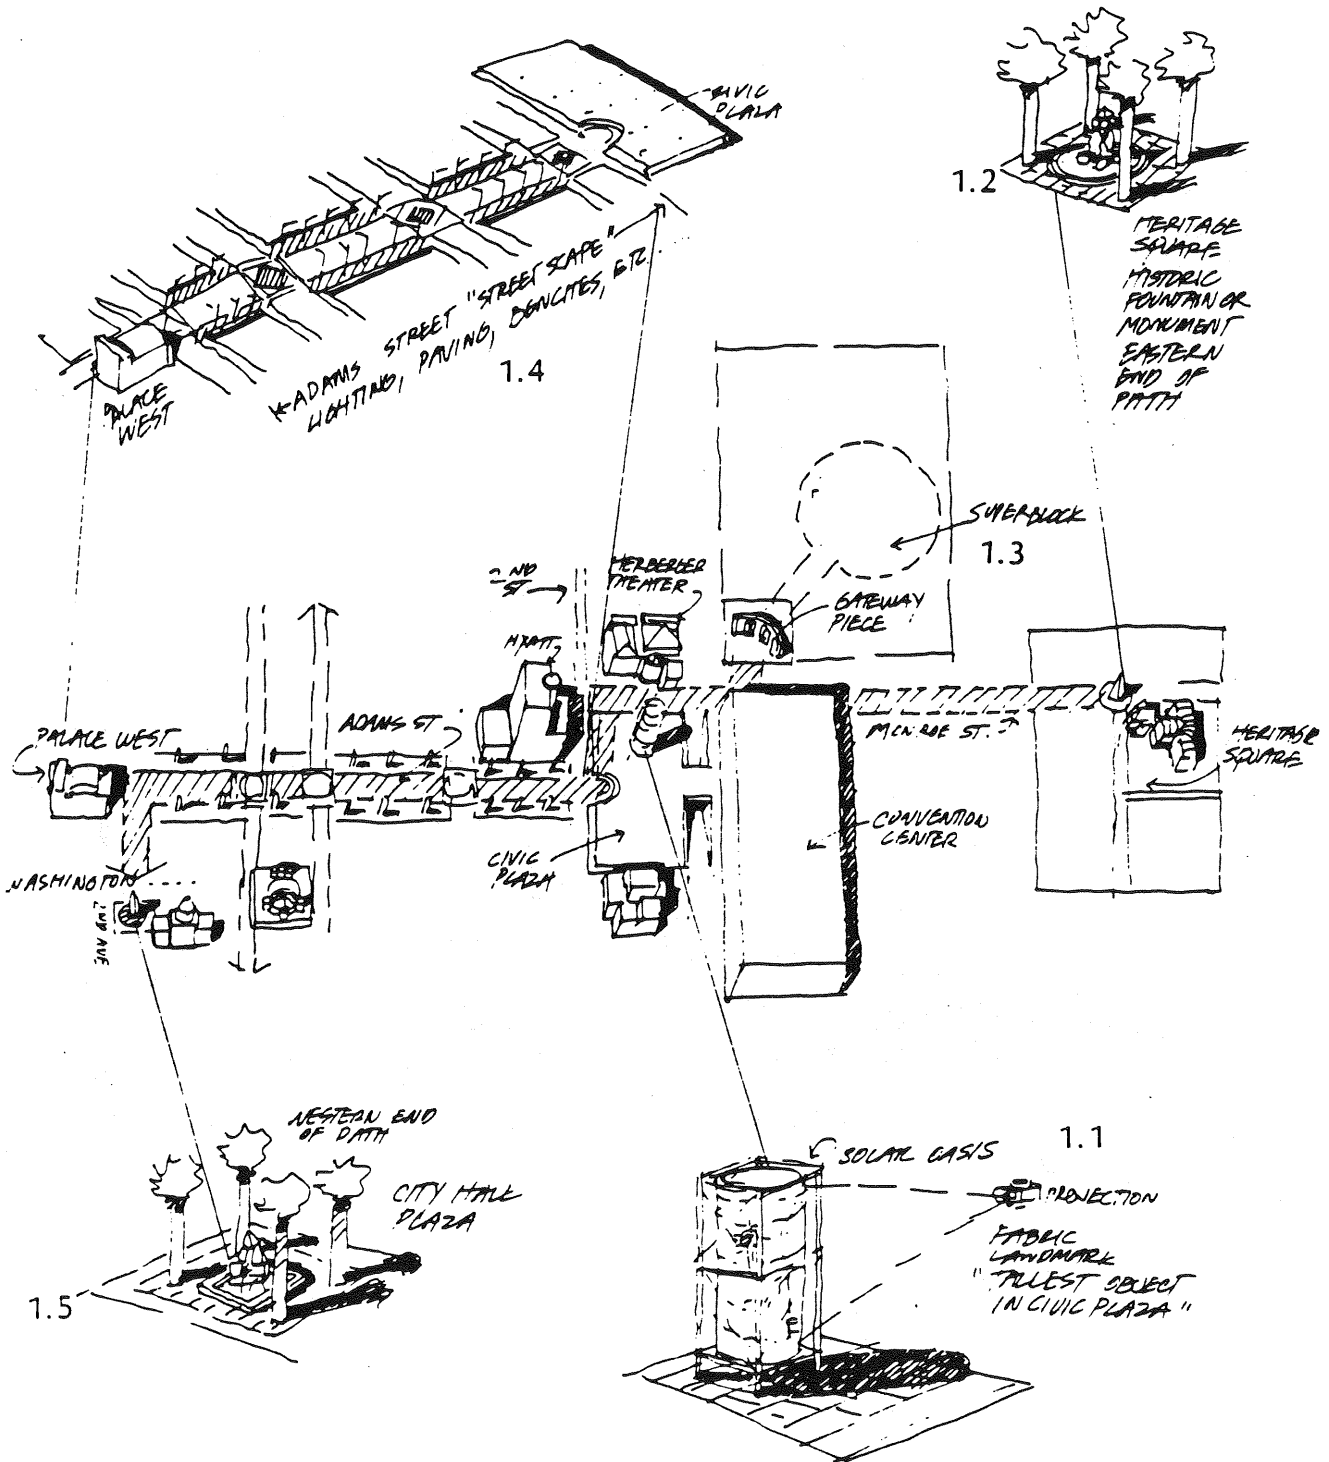 CIVIC
PLAZA
1.2
HERITAGE
SQUARE
HISTORIC
FOUNTAIN OR
MONUMENT
EASTERN
END OF
PATH
PALACE
WEST
*ADAMS STREET "STREETSCAPE"
LIGHTING, PAVING, BENCHES, ETC.
1.4
SUPERBLOCK
1.3
2ND
ST
HERBERGER
THEATER
GATEWAY
PIECE
HYATT
PALACE WEST
ADAMS ST
MONROE ST.
HERITAGE
SQUARE
CONVENTION
CENTER
CIVIC
PLAZA
WASHINGTON
2ND AVE
WESTERN END
OF PATH
CITY HALL
PLAZA
1.5
SOLAR OASIS
1.1
PROJECTION
FABRIC
LANDMARK
"TALLEST OBJECT
IN CIVIC PLAZA"